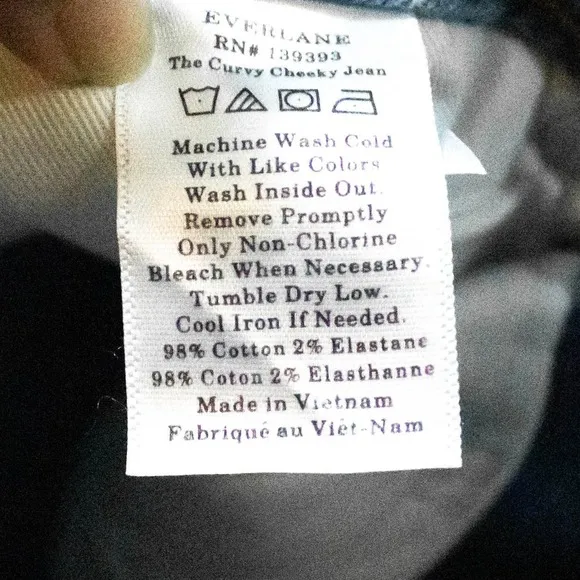 EVERLANE
RN# 139393
The Curvy Cheeky Jean
Machine Wash Cold
With Like Colors
Wash Inside Out.
Remove Promptly
Only Non-Chlorine
Bleach When Necessary.
Tumble Dry Low.
Cool Iron If Needed.
98% Cotton 2% Elastane
98% Coton 2% Elasthanne
Made in Vietnam
Fabriqué au Viêt-Nam